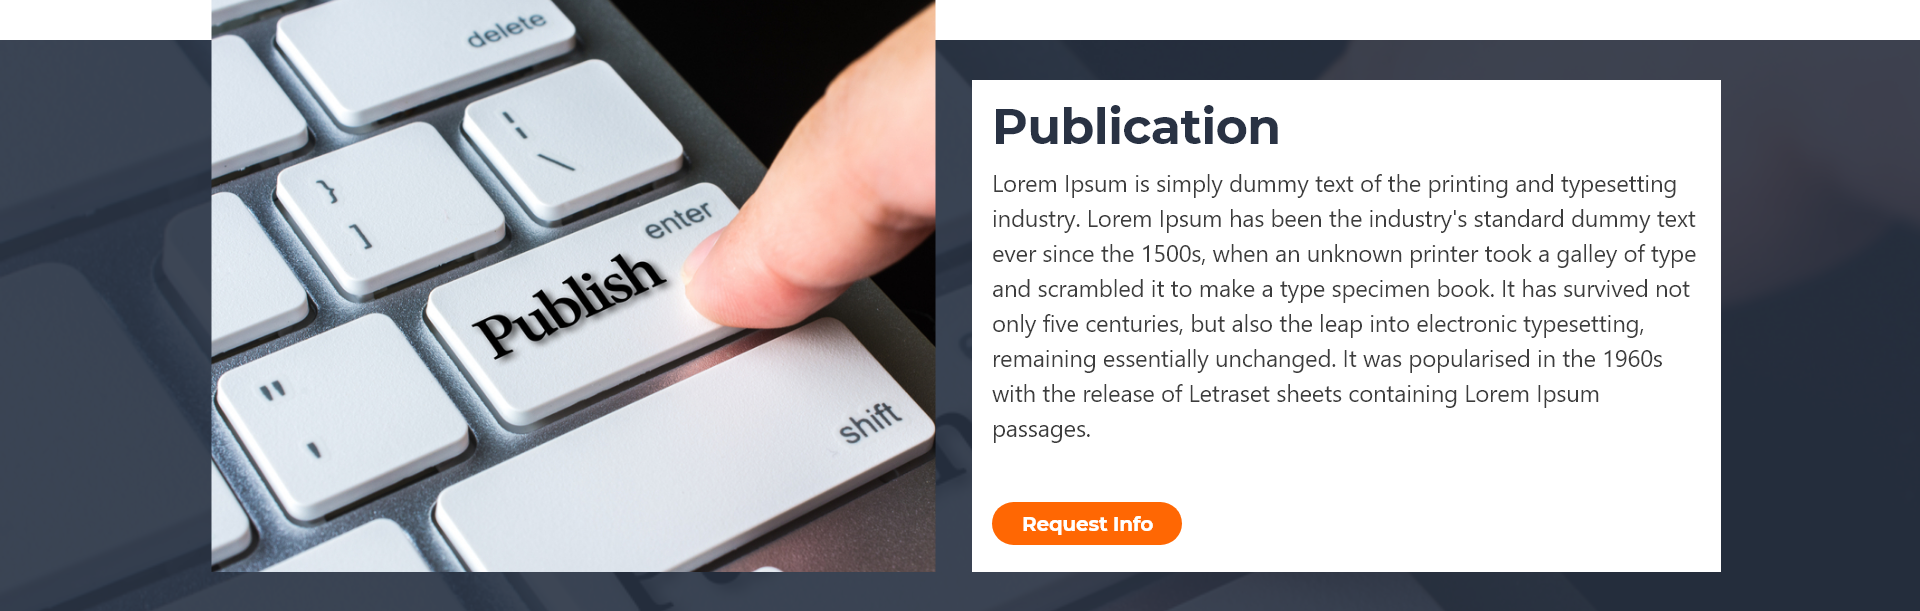 delete
¦
\
}
]
enter
Publish
"
'
shift
Publication
Lorem Ipsum is simply dummy text of the printing and typesetting
industry. Lorem Ipsum has been the industry's standard dummy text
ever since the 1500s, when an unknown printer took a galley of type
and scrambled it to make a type specimen book. It has survived not
only five centuries, but also the leap into electronic typesetting,
remaining essentially unchanged. It was popularised in the 1960s
with the release of Letraset sheets containing Lorem Ipsum
passages.
Request Info